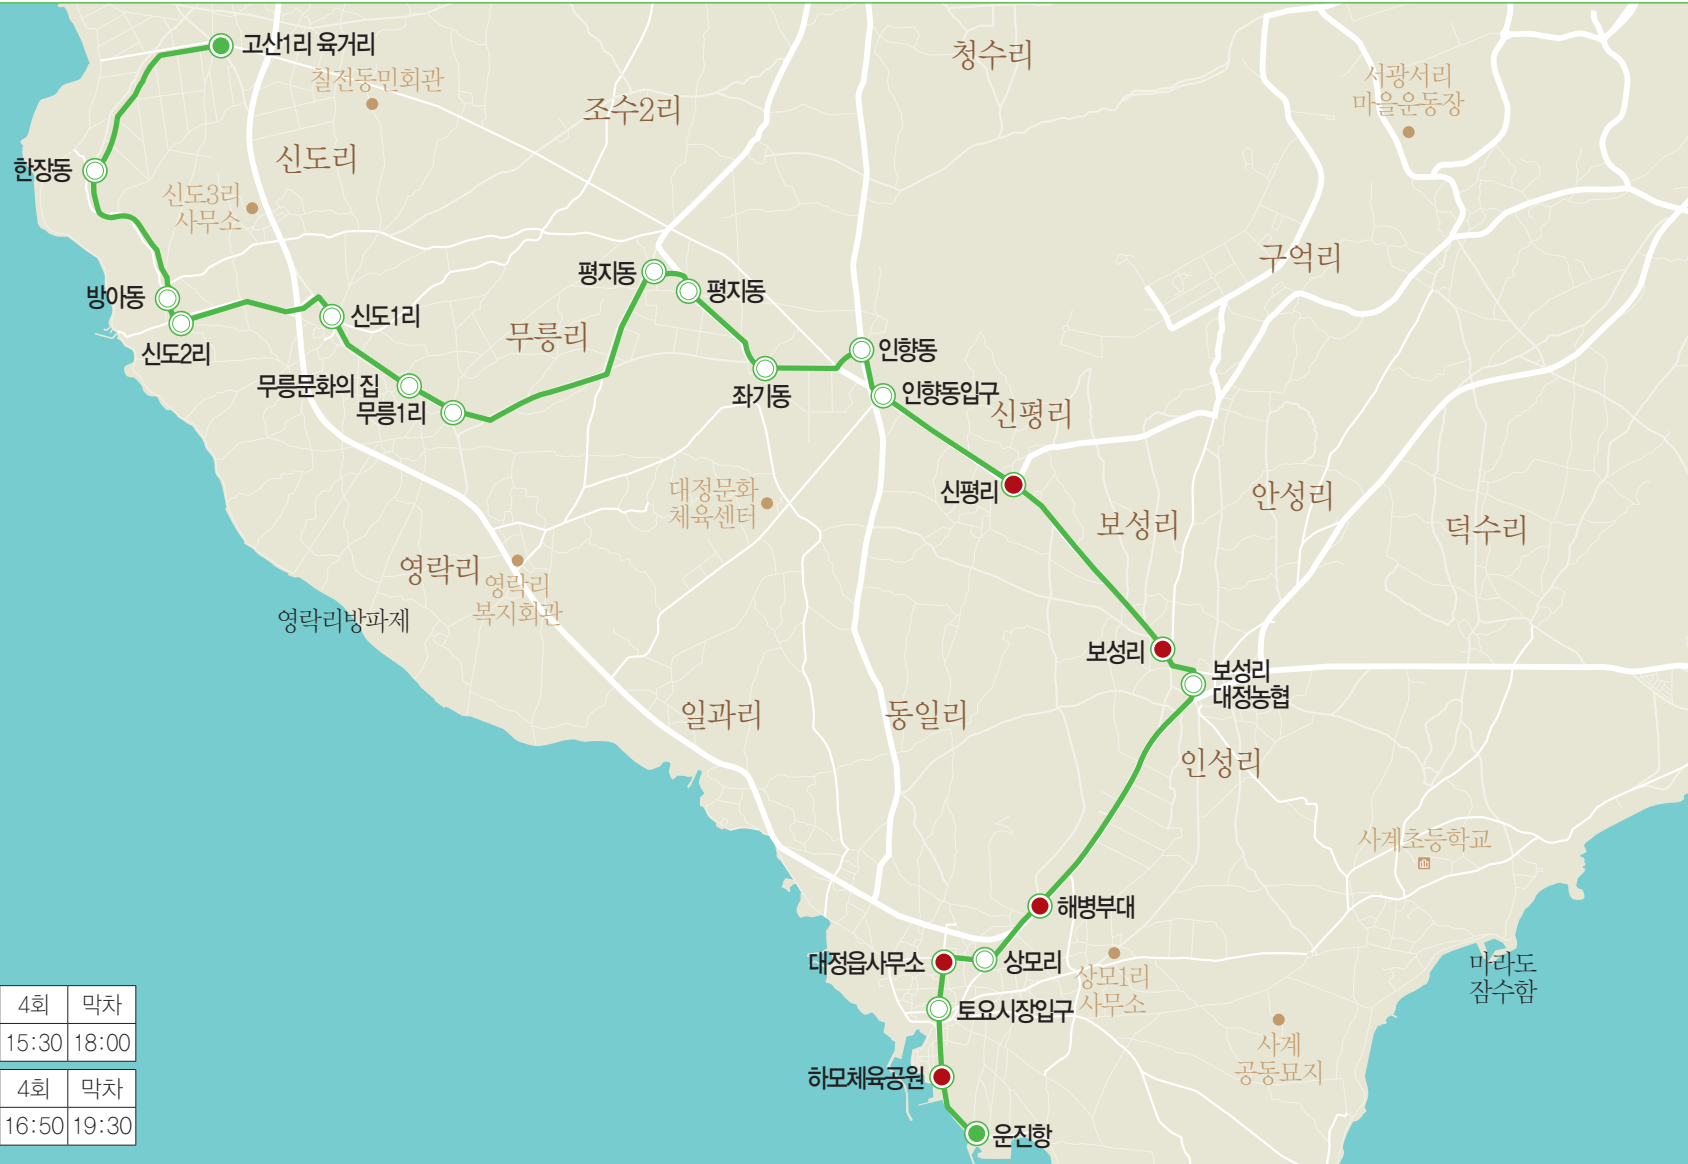 고산1리 육거리
청수리
칠전동민회관
서광서리
마을운동장
조수2리
신도리
한장동
신도3리
사무소
구억리
평지동
평지동
방아동
신도1리
신도2리
무릉리
인향동
무릉문화의 집
좌기동
인향동입구
무릉1리
신평리
신평리
대정문화
체육센터
안성리
보성리
덕수리
영락리
영락리
복지회관
영락리방파제
보성리
보성리
대정농협
일과리
동일리
인성리
사계초등학교
해병부대
대정읍사무소
상모리
상모1리
사무소
마라도
잠수함
토요시장입구
4회 막차
15:30 18:00
사계
공동묘지
하모체육공원
4회 막차
16:50 19:30
운진항